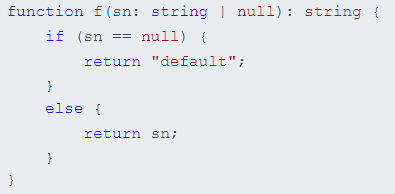 function f(sn: string | null): string {
    if (sn == null) {
        return "default";
    }
    else {
        return sn;
    }
}